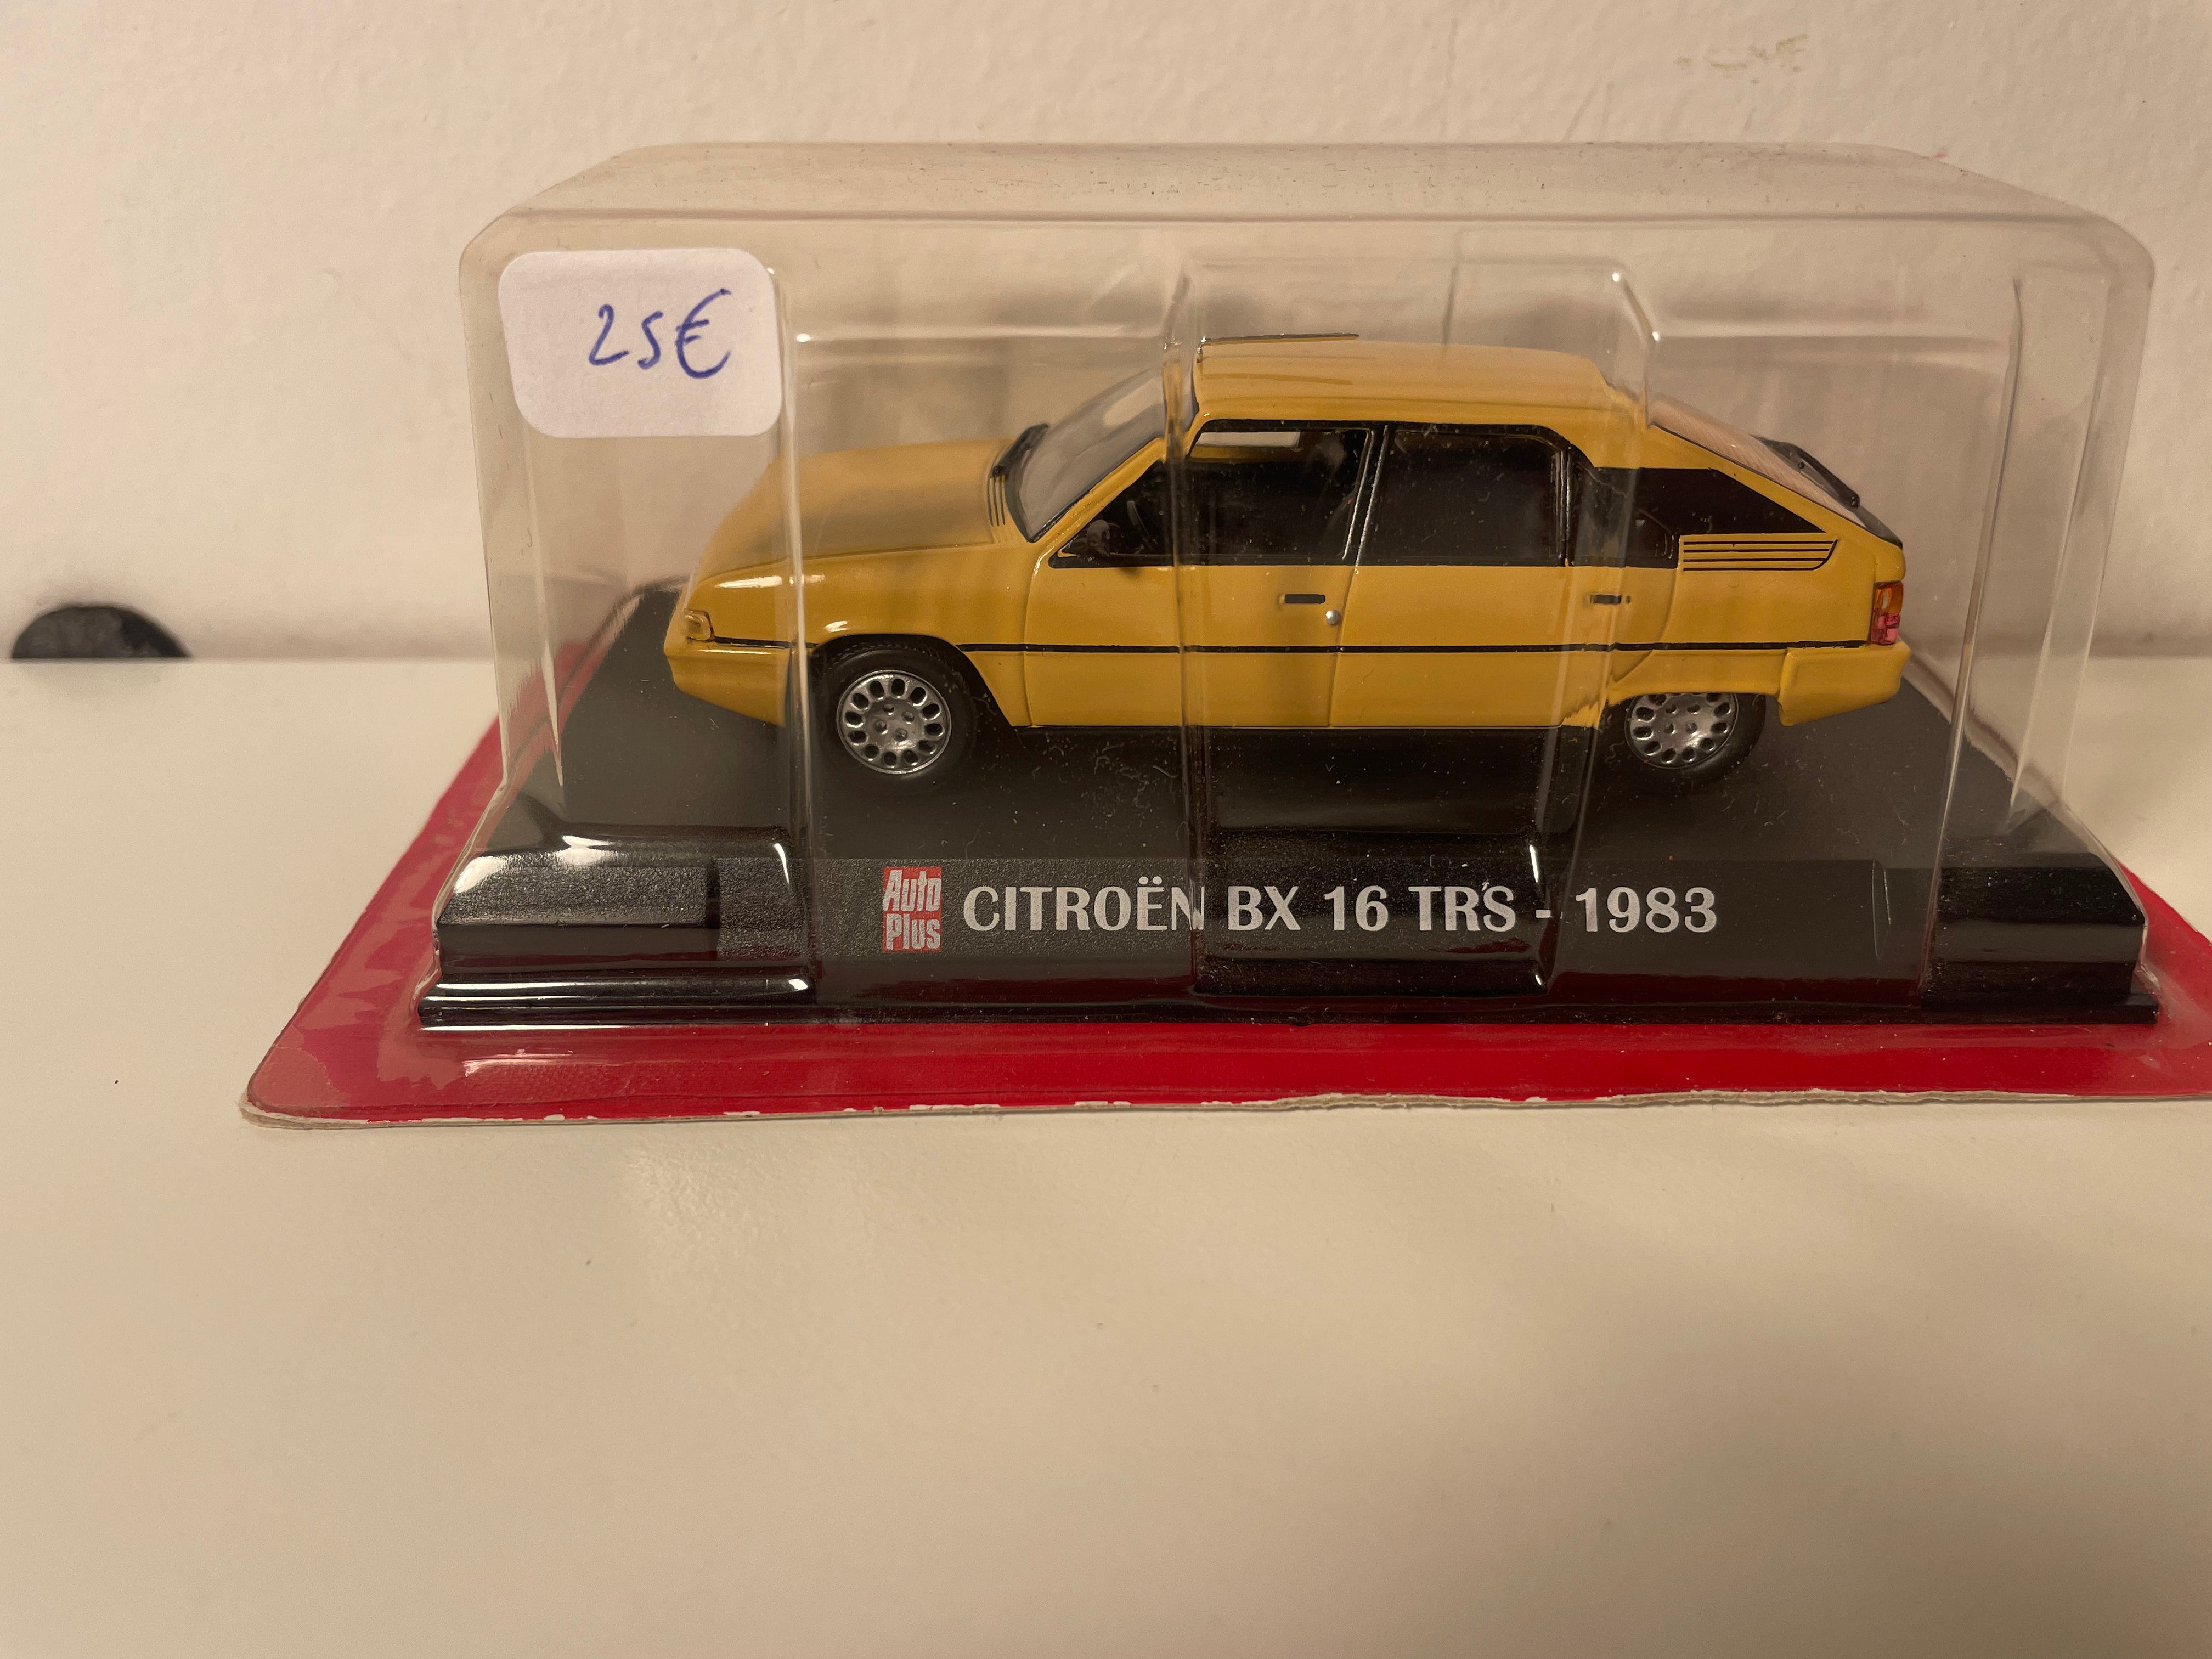 25€
Auto
Plus
CITROËN BX 16 TRS - 1983